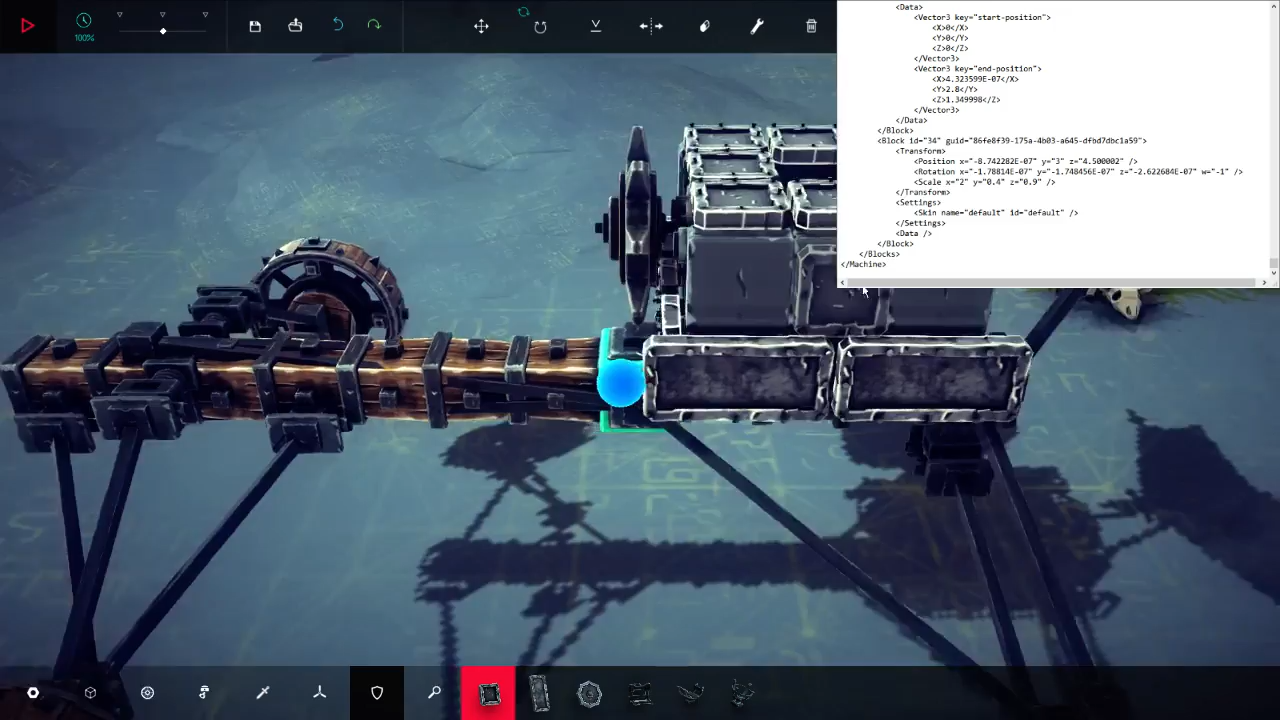 100%
<Data>
<Vector3 key="start-position">
<X>0</X>
<Y>0</Y>
<Z>0</Z>
</Vector3>
<Vector3 key="end-position">
<X>4.323599E-07</X>
<Y>2.8</Y>
<Z>1.349998</Z>
</Vector3>
</Data>
</Block>
<Block id="34" guid="86fe8f39-175a-4b03-a645-dfbd7dbc1a59">
<Transform>
<Position x="-8.742282E-07" y="3" z="4.500002" />
<Rotation x="-1.78814E-07" y="-1.748456E-07" z="-2.622684E-07" w="-1" />
<Scale x="2" y="0.4" z="0.9" />
</Transform>
<Settings>
<Skin name="default" id="default" />
</Settings>
<Data />
</Block>
</Blocks>
</Machine>